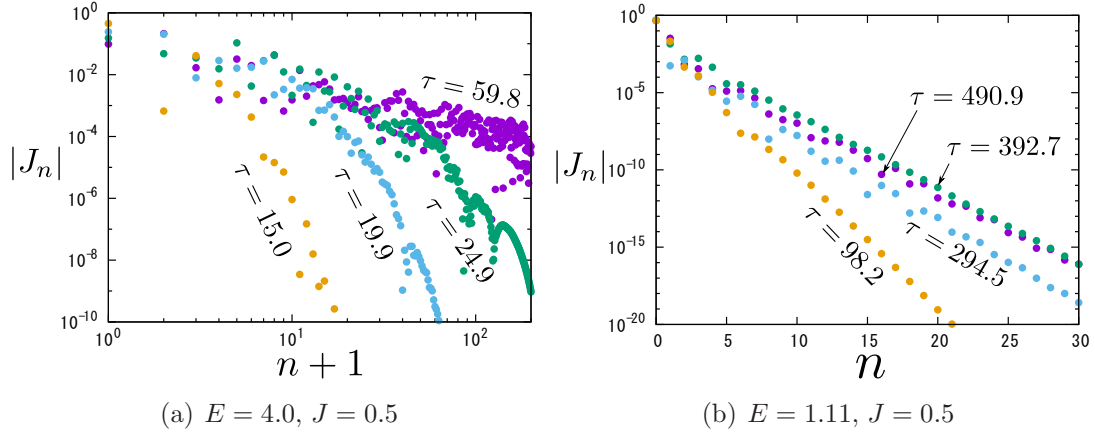 10^0
10^{-2}
10^{-4}
10^{-6}
10^{-8}
10^{-10}
|J_n|
10^0
10^1
10^2
n + 1
τ = 59.8
τ = 15.0
τ = 19.9
τ = 24.9
(a) E = 4.0, J = 0.5
10^0
10^{-5}
10^{-10}
10^{-15}
10^{-20}
|J_n|
0 5 10 15 20 25 30
n
τ = 490.9
τ = 392.7
τ = 294.5
τ = 98.2
(b) E = 1.11, J = 0.5